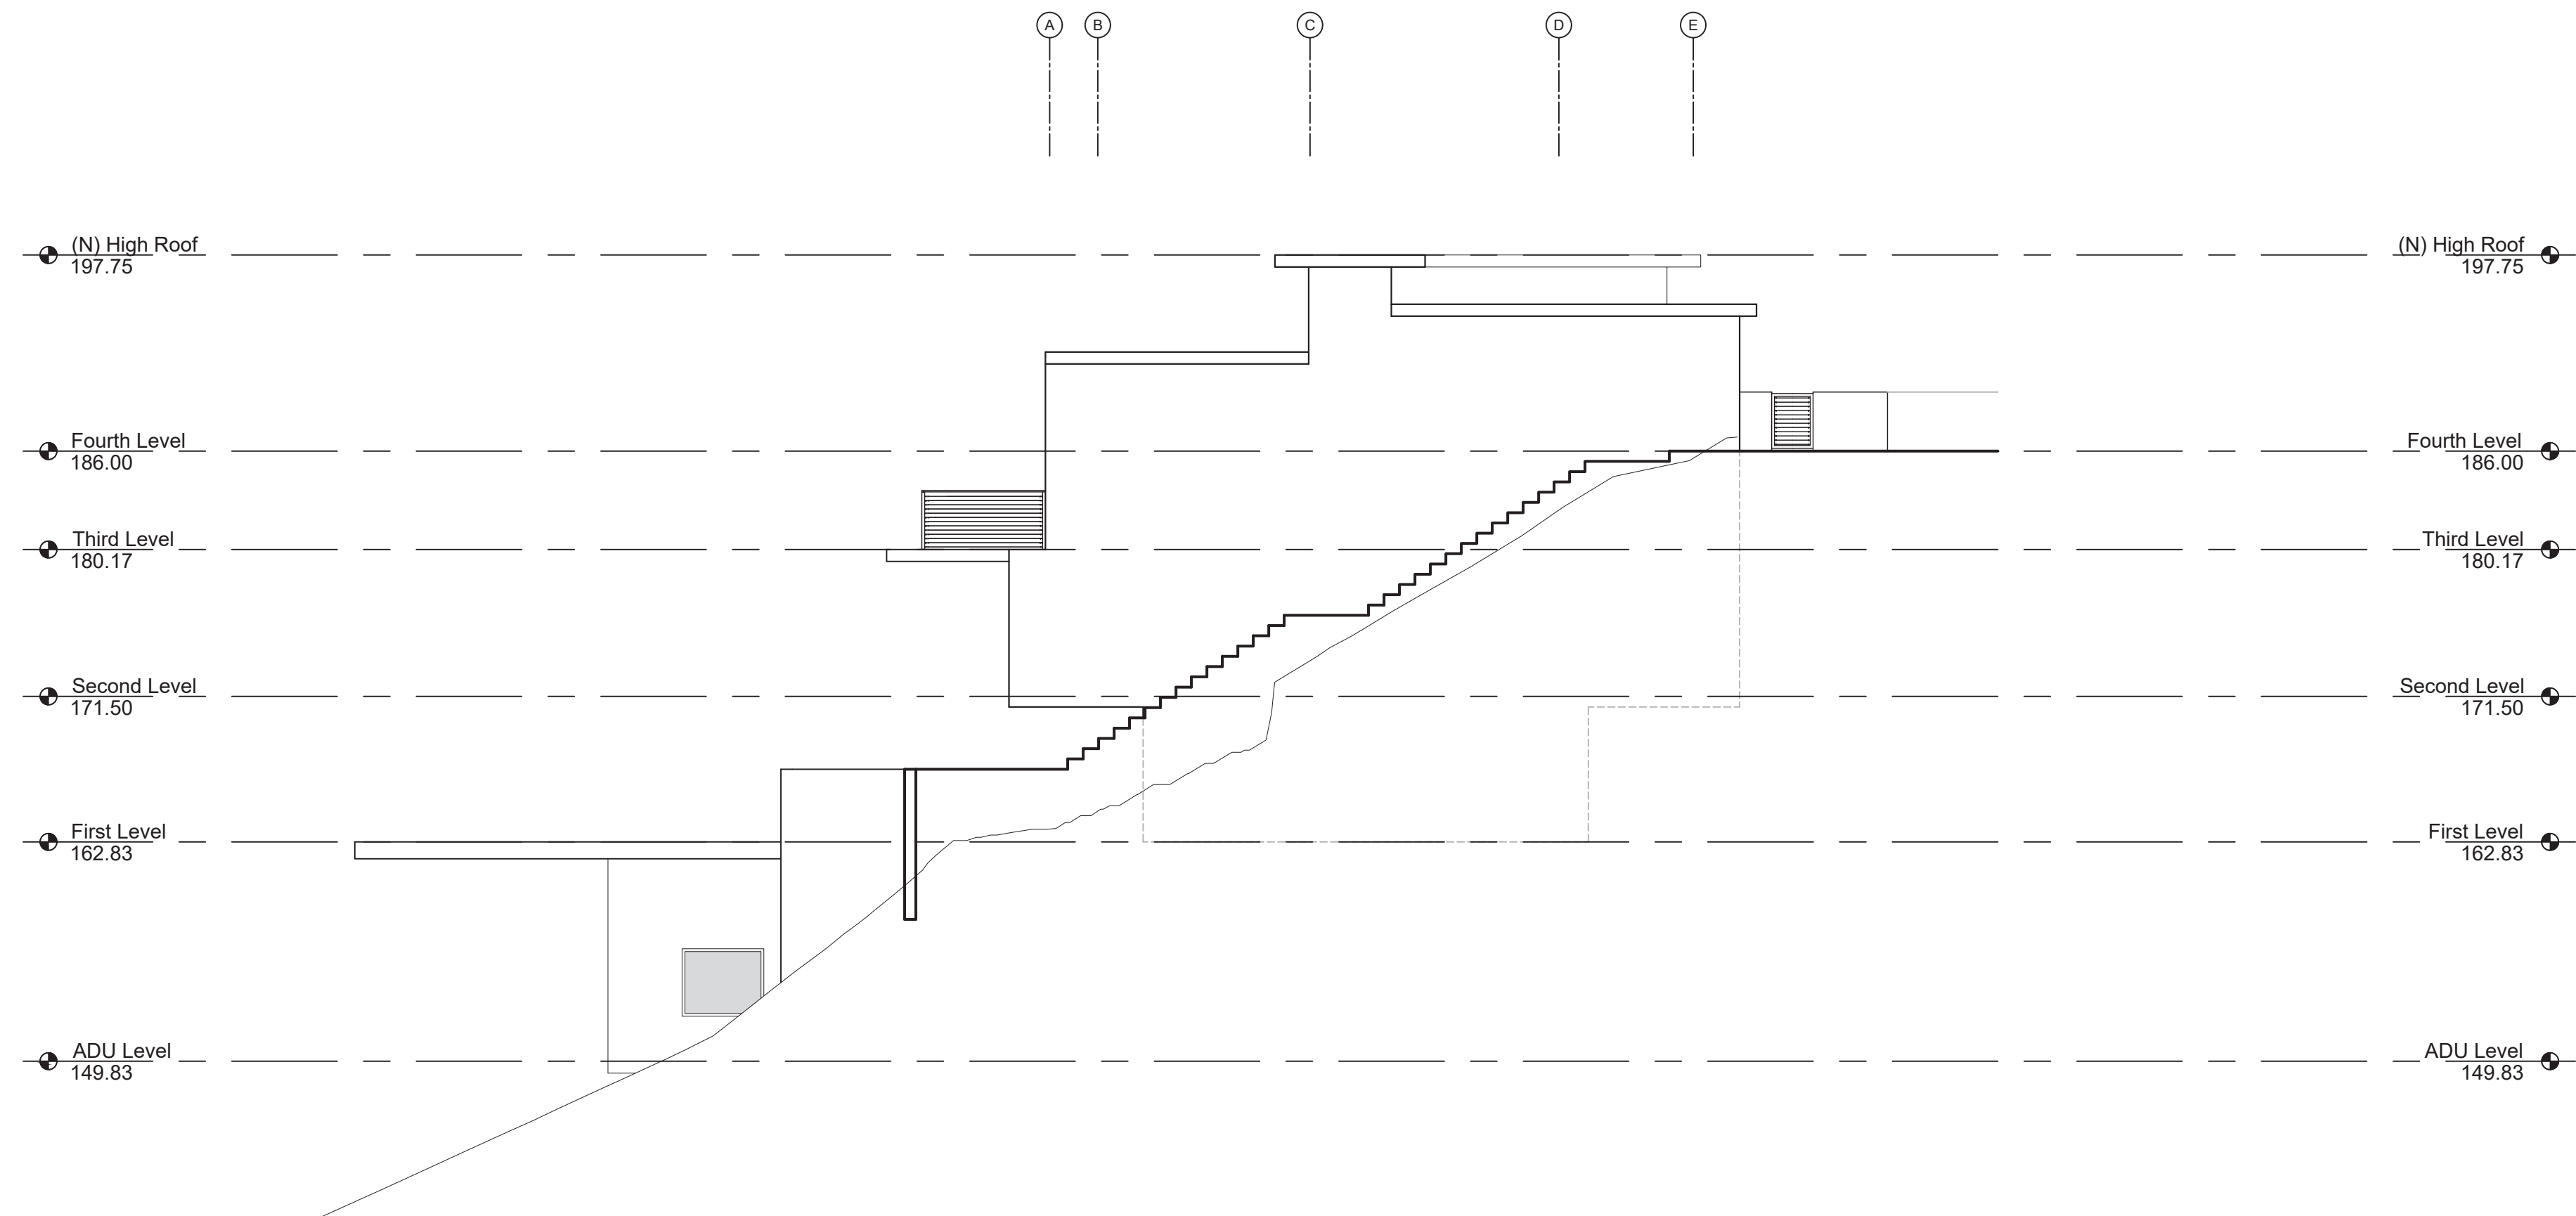 A B C D E
(N) High Roof
197.75
(N) High Roof
197.75
Fourth Level
186.00
Fourth Level
186.00
Third Level
180.17
Third Level
180.17
Second Level
171.50
Second Level
171.50
First Level
162.83
First Level
162.83
ADU Level
149.83
ADU Level
149.83